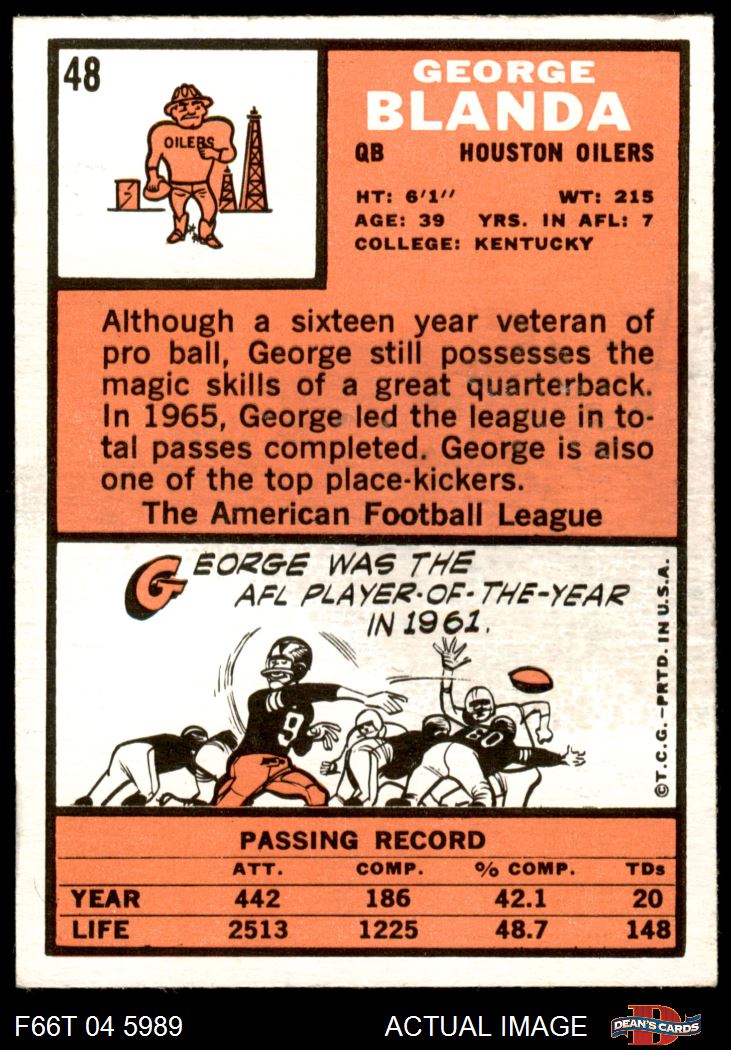 48
OILERS
GEORGE
BLANDA
QB HOUSTON OILERS
HT: 6'1" WT: 215
AGE: 39 YRS. IN AFL: 7
COLLEGE: KENTUCKY
Although a sixteen year veteran of
pro ball, George still possesses the
magic skills of a great quarterback.
In 1965, George led the league in to-
tal passes completed. George is also
one of the top place-kickers.
The American Football League
GEORGE WAS THE
AFL PLAYER-OF-THE-YEAR
IN 1961.
9
80
©T.C.G.–PRTD. IN U.S.A.
PASSING RECORD
ATT. COMP. % COMP. TDs
YEAR 442 186 42.1 20
LIFE 2513 1225 48.7 148
F66T 04 5989 ACTUAL IMAGE
D
DEAN'S CARDS